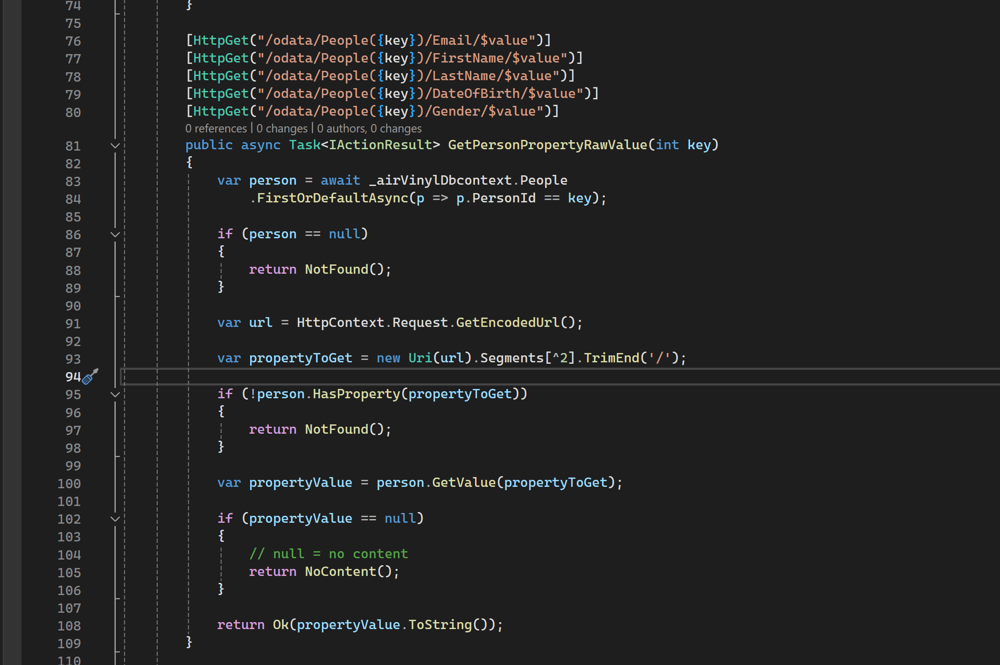 74 }
75
76 [HttpGet("/odata/People({key})/Email/$value")]
77 [HttpGet("/odata/People({key})/FirstName/$value")]
78 [HttpGet("/odata/People({key})/LastName/$value")]
79 [HttpGet("/odata/People({key})/DateOfBirth/$value")]
80 [HttpGet("/odata/People({key})/Gender/$value")]
0 references | 0 changes | 0 authors, 0 changes
81 public async Task<IActionResult> GetPersonPropertyRawValue(int key)
82 {
83 var person = await _airVinylDbcontext.People
84 .FirstOrDefaultAsync(p => p.PersonId == key);
85
86 if (person == null)
87 {
88 return NotFound();
89 }
90
91 var url = HttpContext.Request.GetEncodedUrl();
92
93 var propertyToGet = new Uri(url).Segments[^2].TrimEnd('/');
94
95 if (!person.HasProperty(propertyToGet))
96 {
97 return NotFound();
98 }
99
100 var propertyValue = person.GetValue(propertyToGet);
101
102 if (propertyValue == null)
103 {
104 // null = no content
105 return NoContent();
106 }
107
108 return Ok(propertyValue.ToString());
109 }
110